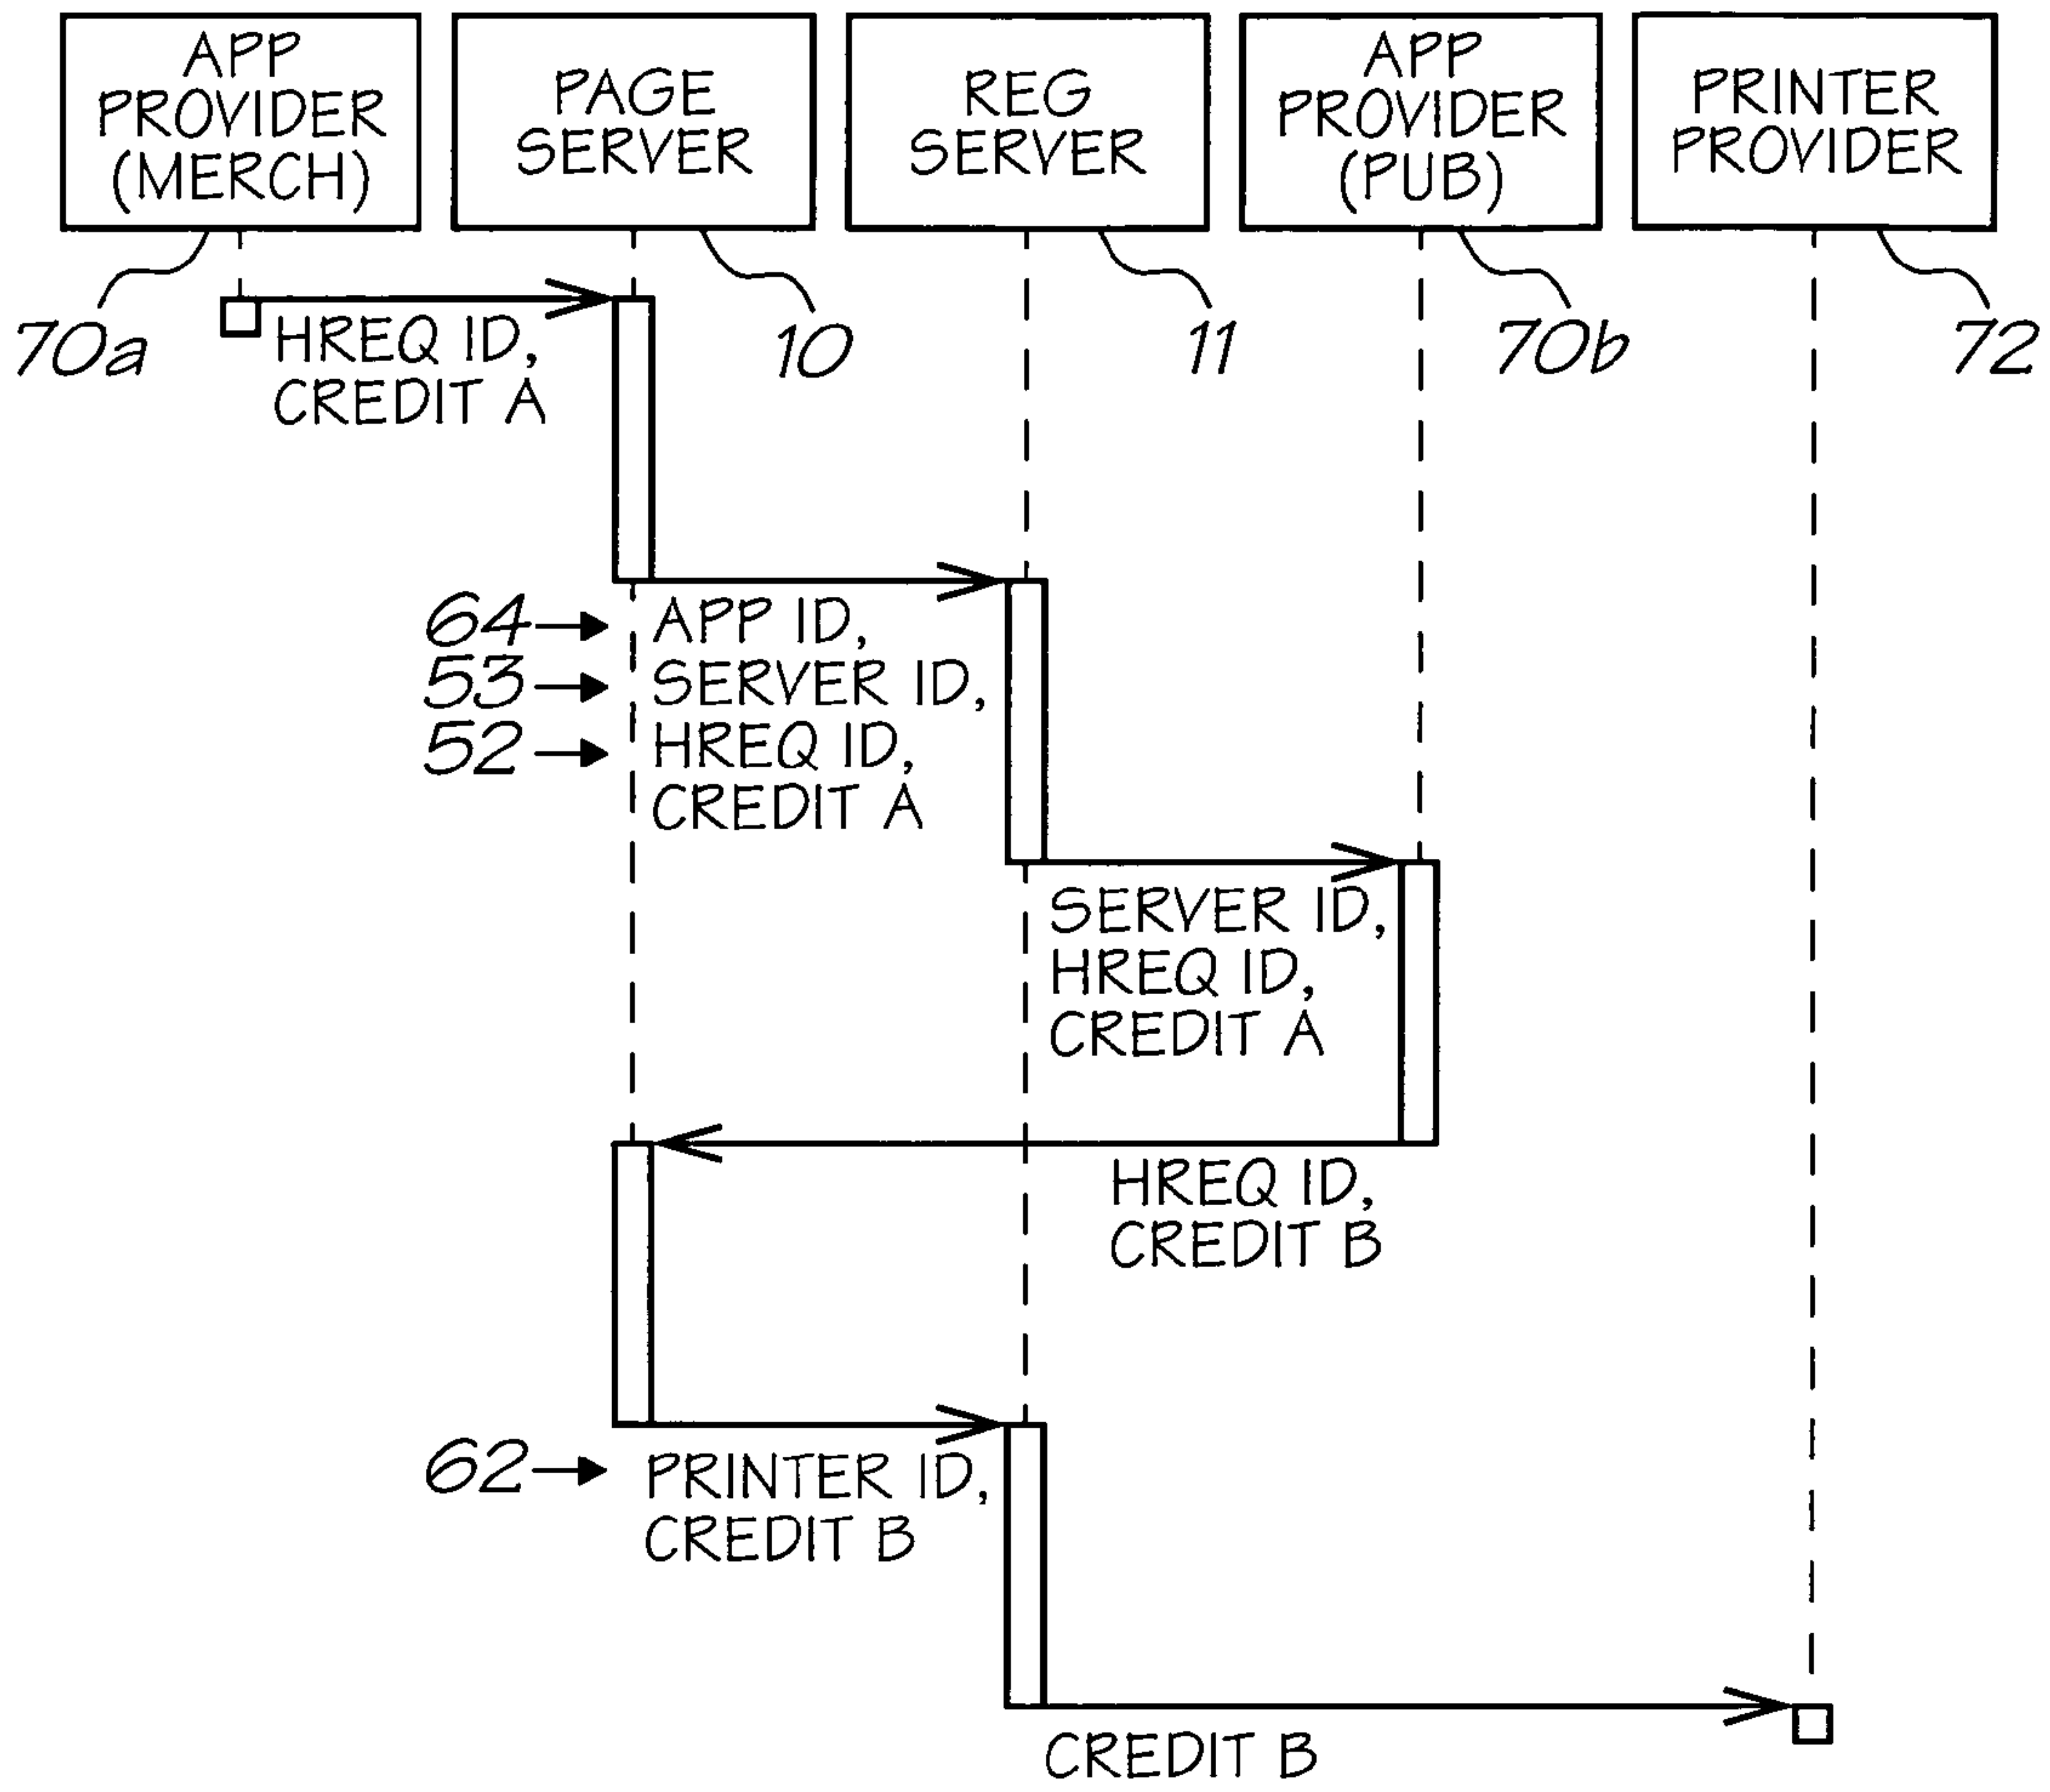 APP
PROVIDER
(MERCH)
PAGE
SERVER
REG
SERVER
APP
PROVIDER
(PUB)
PRINTER
PROVIDER
70a
10
11
70b
72
HREQ ID,
CREDIT A
64
APP ID,
53
SERVER ID,
52
HREQ ID,
CREDIT A
SERVER ID,
HREQ ID,
CREDIT A
HREQ ID,
CREDIT B
62
PRINTER ID,
CREDIT B
CREDIT B